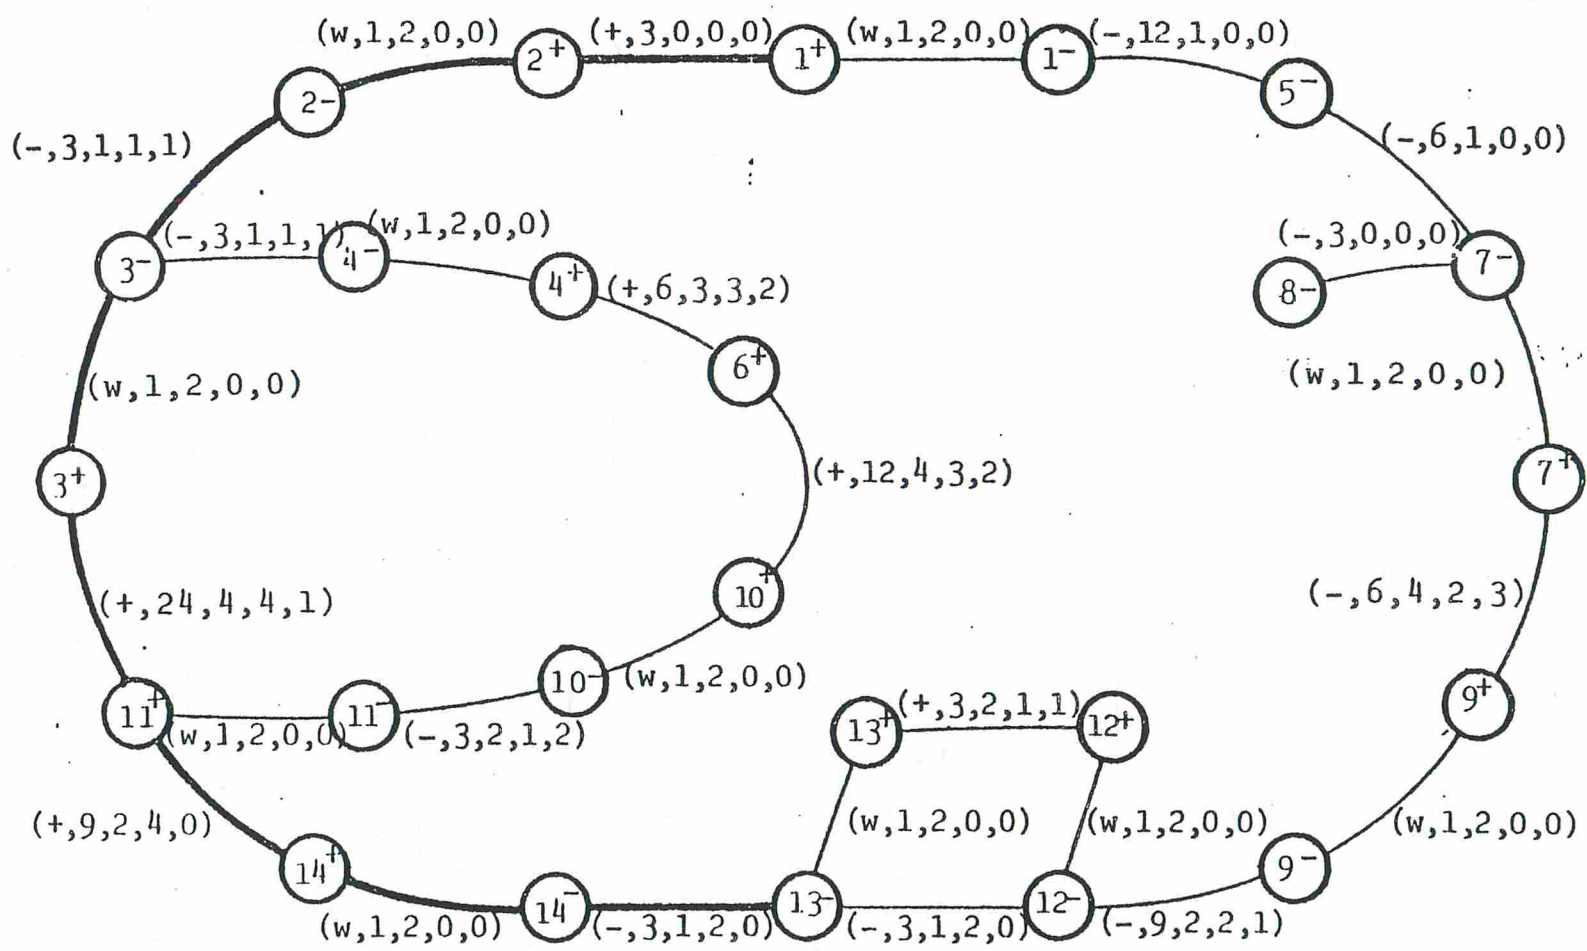 (w,1,2,0,0) (+,3,0,0,0) (w,1,2,0,0) (-,12,1,0,0)
2+ 1+ 1-
2- 5-
(-,3,1,1,1) (-,6,1,0,0)
(-,3,1,1,1) (w,1,2,0,0) (-,3,0,0,0)
3- 4- 7-
4+ (+,6,3,3,2) 8-
6+
(w,1,2,0,0) (w,1,2,0,0)
3+ (+,12,4,3,2) 7+
(+,24,4,4,1) 10+ (-,6,4,2,3)
10- (w,1,2,0,0)
11+ 11- 9+
(w,1,2,0,0) (-,3,2,1,2) 13+ (+,3,2,1,1) 12+
(+,9,2,4,0) (w,1,2,0,0) (w,1,2,0,0) (w,1,2,0,0)
14+ 9-
14- 13- 12-
(w,1,2,0,0) (-,3,1,2,0) (-,3,1,2,0) (-,9,2,2,1)